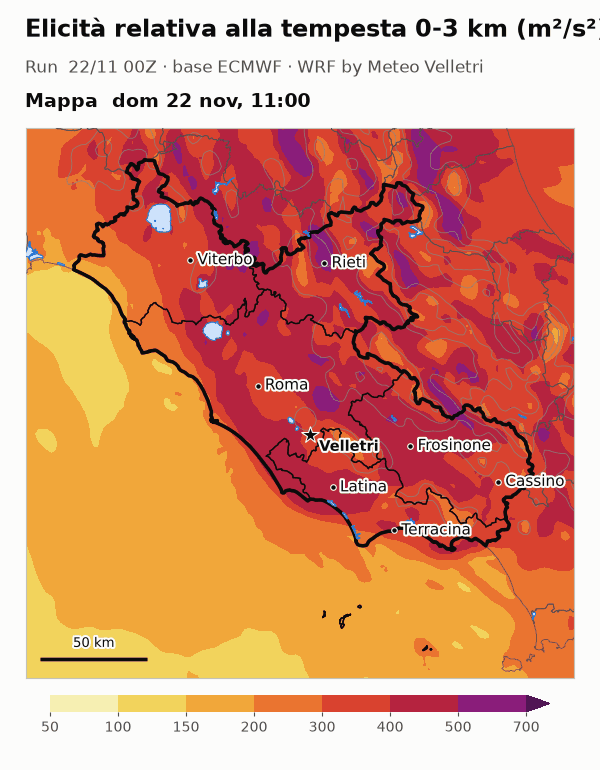 Elicità relativa alla tempesta 0-3 km (m²/s²)
Run 22/11 00Z · base ECMWF · WRF by Meteo Velletri
Mappa dom 22 nov, 11:00
Viterbo
Rieti
Roma
Velletri
Frosinone
Latina
Cassino
Terracina
50 km
50 100 150 200 300 400 500 700